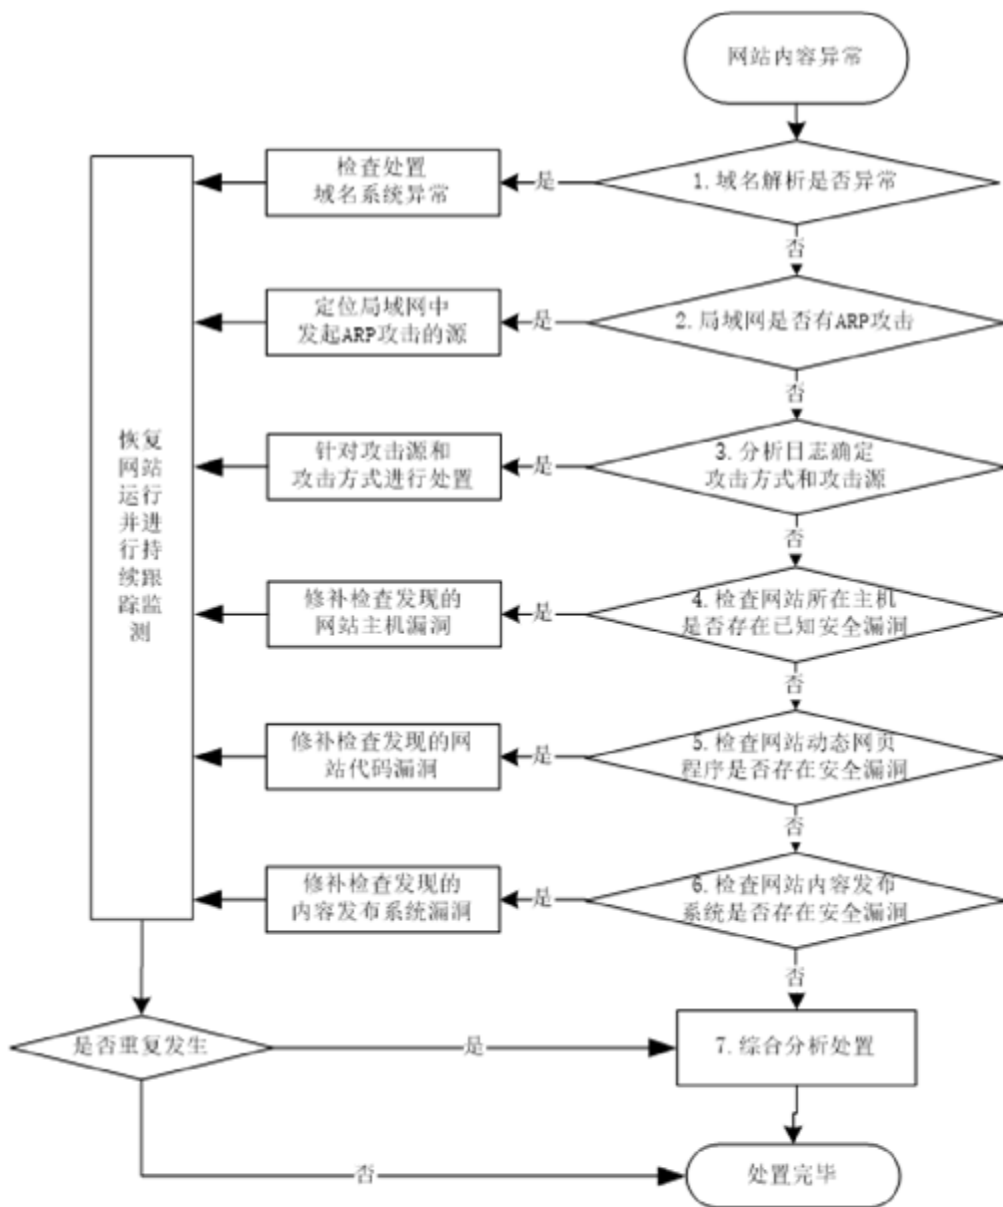 网站内容异常
检查处置
域名系统异常
是
1.域名解析是否异常
否
定位局域网中
发起ARP攻击的源
是
2.局域网是否有ARP攻击
否
恢复
网站
运行
并进
行持
续跟
踪监
测
针对攻击源和
攻击方式进行处置
是
3.分析日志确定
攻击方式和攻击源
否
修补检查发现的
网站主机漏洞
是
4.检查网站所在主机
是否存在已知安全漏洞
否
修补检查发现的网
站代码漏洞
是
5.检查网站动态网页
程序是否存在安全漏洞
否
修补检查发现的
内容发布系统漏洞
是
6.检查网站内容发布
系统是否存在安全漏洞
否
是否重复发生
是
7.综合分析处置
否
处置完毕